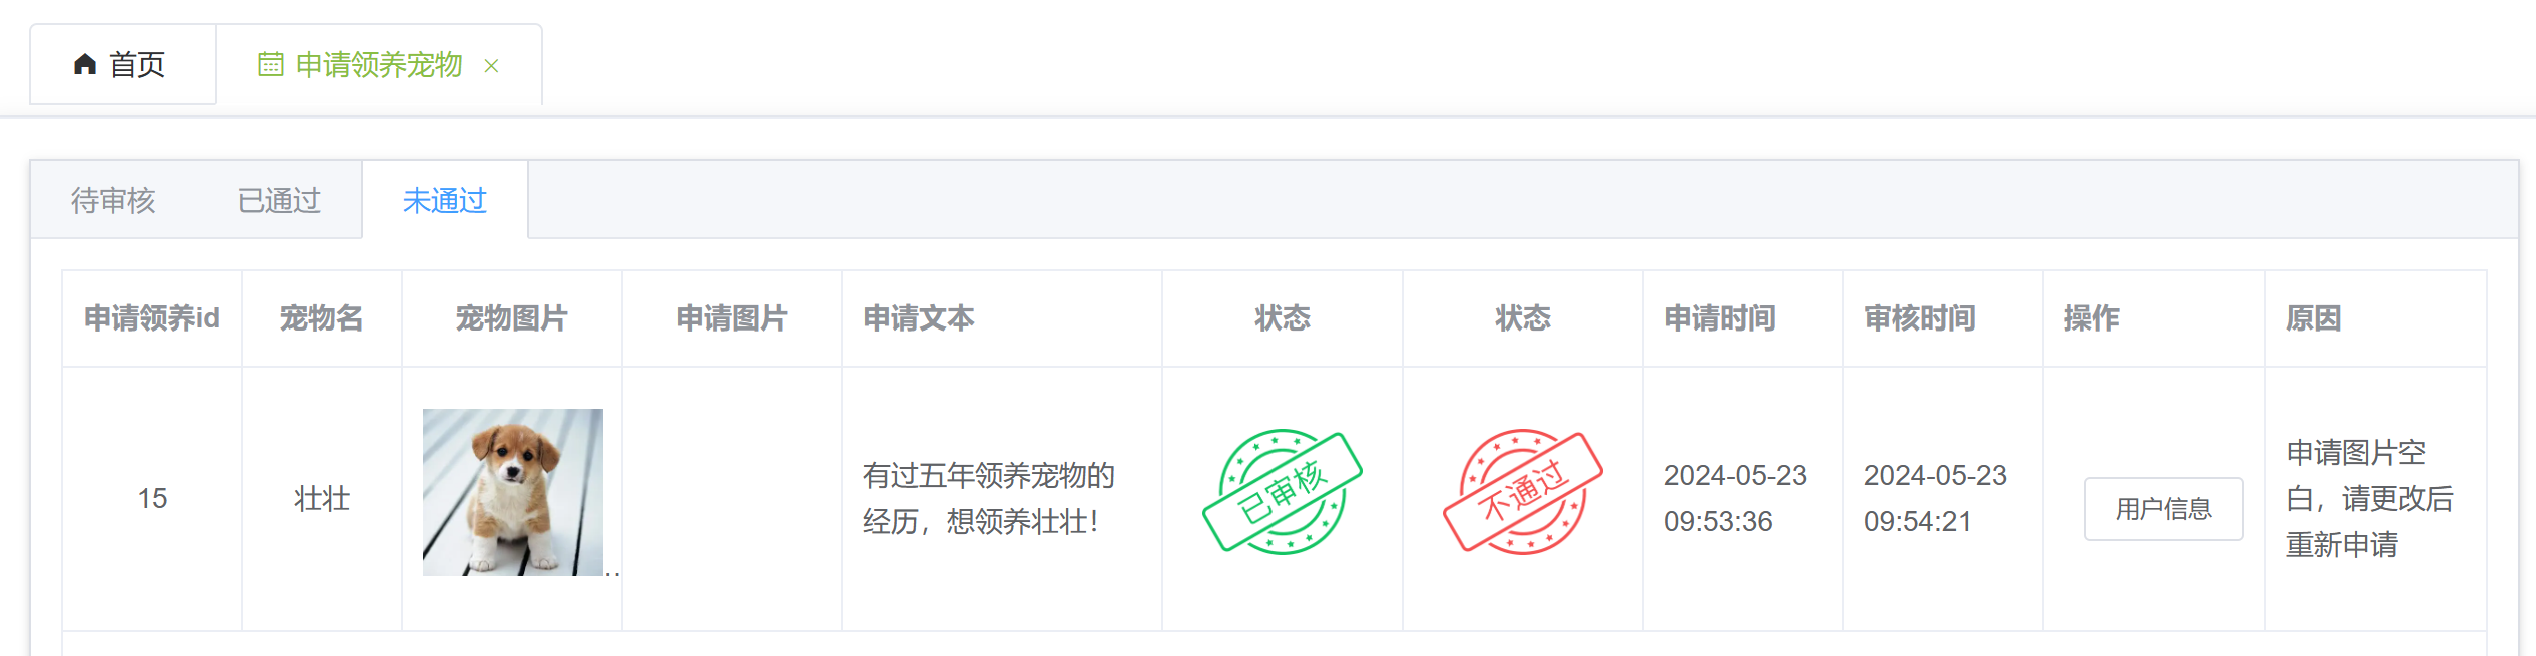 首页
申请领养宠物 ×
待审核 已通过 未通过
申请领养id 宠物名 宠物图片 申请图片 申请文本 状态 状态 申请时间 审核时间 操作 原因
15
壮壮
..
有过五年领养宠物的
经历，想领养壮壮！
已审核
不通过
2024-05-23
09:53:36
2024-05-23
09:54:21
用户信息
申请图片空
白，请更改后
重新申请